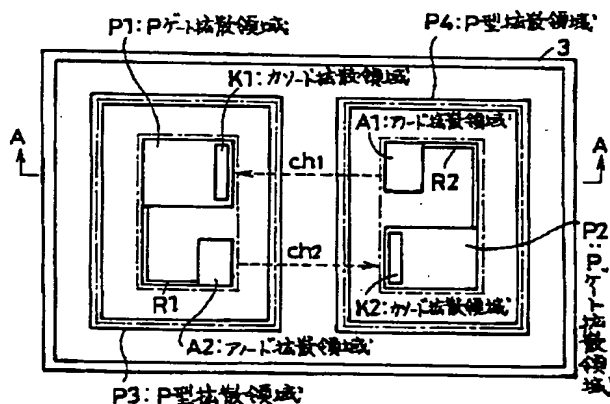 P1:Pゲート拡散領域
P4:P型拡散領域
3
K1:カソード拡散領域
A1:アノード拡散領域
A
A
ch1
R2
P2:Pゲート拡散領域
ch2
R1
K2:カソード拡散領域
A2:アノード拡散領域
P3:P型拡散領域